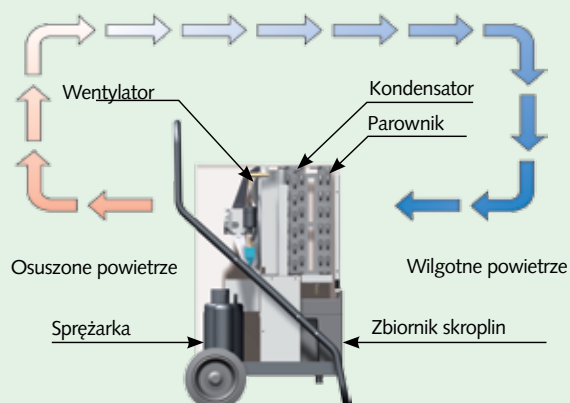 Wentylator
Kondensator
Parownik
Osuszone powietrze
Wilgotne powietrze
Sprężarka
Zbiornik skroplin